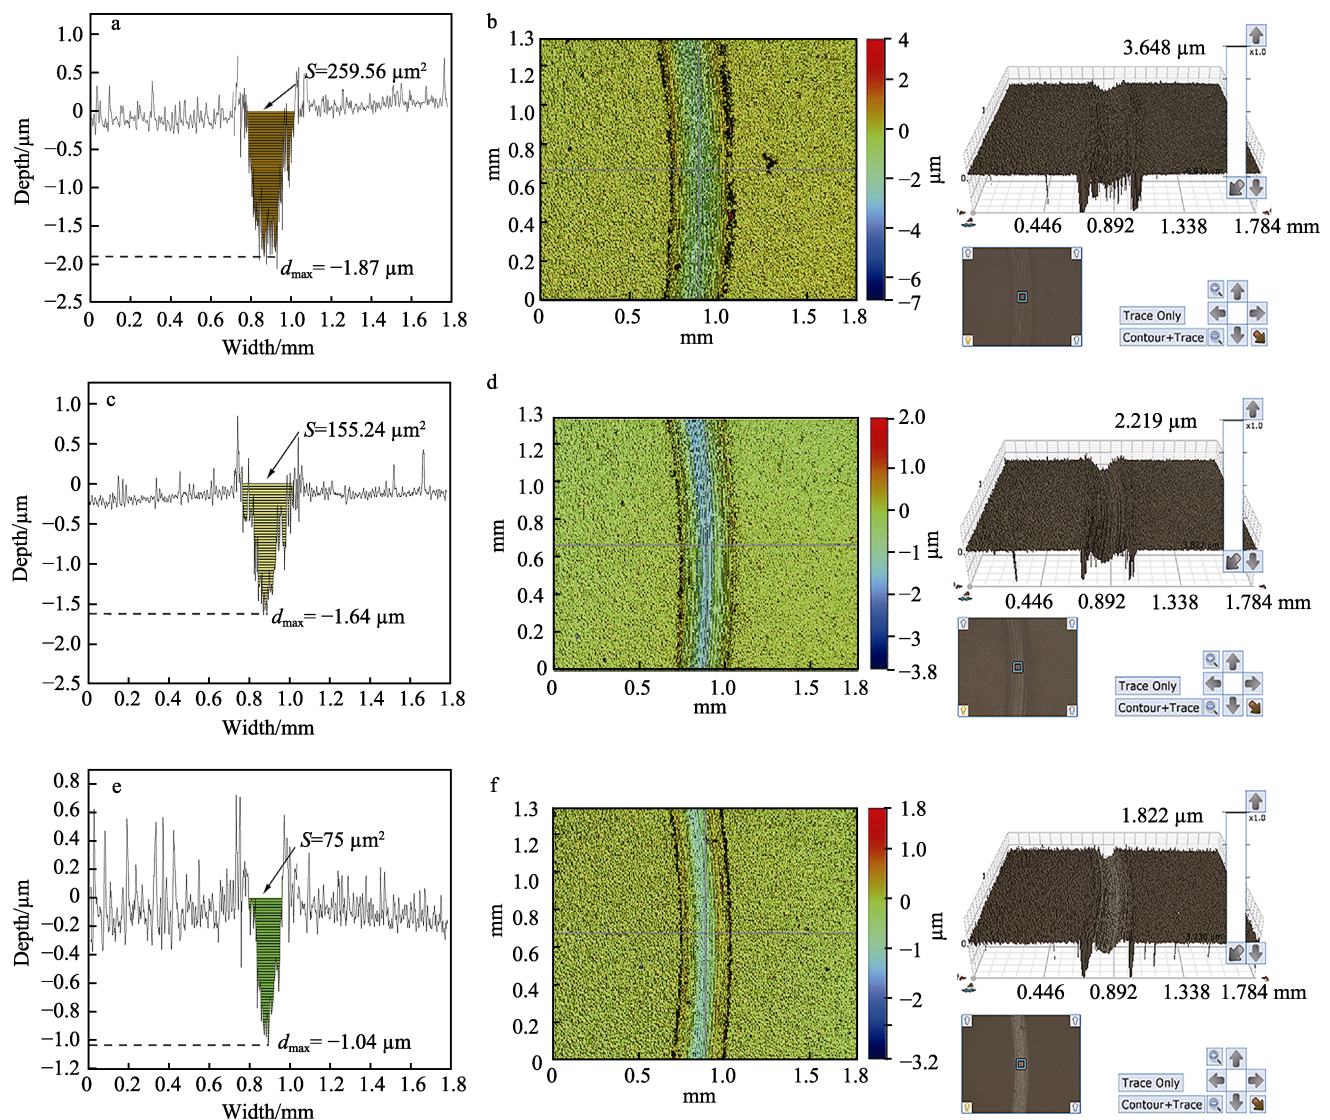 a
1.0
0.5
0
−0.5
−1.0
−1.5
−2.0
−2.5
Depth/μm
S=259.56 μm²
dmax= −1.87 μm
0 0.2 0.4 0.6 0.8 1.0 1.2 1.4 1.8
Width/mm
b
1.3
1.2
1.0
0.8
0.6
0.4
0.2
0
mm
0.5 1.0 1.8
mm
4
2
0
−2
−4
−6
−7
μm
3.648 μm
x1.0
1
0.
0.446 0.892 1.338 1.784 mm
Trace Only
Contour+Trace
c
1.0
0.5
0
−0.5
−1.0
−1.5
−2.0
−2.5
Depth/μm
S=155.24 μm²
dmax= −1.64 μm
0 0.2 0.4 0.6 0.8 1.0 1.2 1.4 1.8
Width/mm
d
1.3
1.2
1.0
0.8
0.6
0.4
0.2
0
mm
0 0.5 1.0 1.5 1.8
mm
2.0
1.0
0
−1
−2
−3
−3.8
μm
2.219 μm
x1.0
1
0.
0.446 0.892 1.338 1.784 mm
Trace Only
Contour+Trace
e
0.8
0.6
0.4
0.2
0
−0.2
−0.4
−0.6
−0.8
−1.0
−1.2
Depth/μm
S=75 μm²
dmax= −1.04 μm
0 0.2 0.4 0.6 0.8 1.0 1.2 1.4 1.8
Width/mm
f
1.3
1.2
1.0
0.8
0.6
0.4
0.2
0
mm
0 0.5 1.0 1.5 1.8
mm
1.8
1.0
0
−1
−2
−3.2
μm
1.822 μm
x1.0
1
0
0.446 0.892 1.338 1.784 mm
Trace Only
Contour+Trace